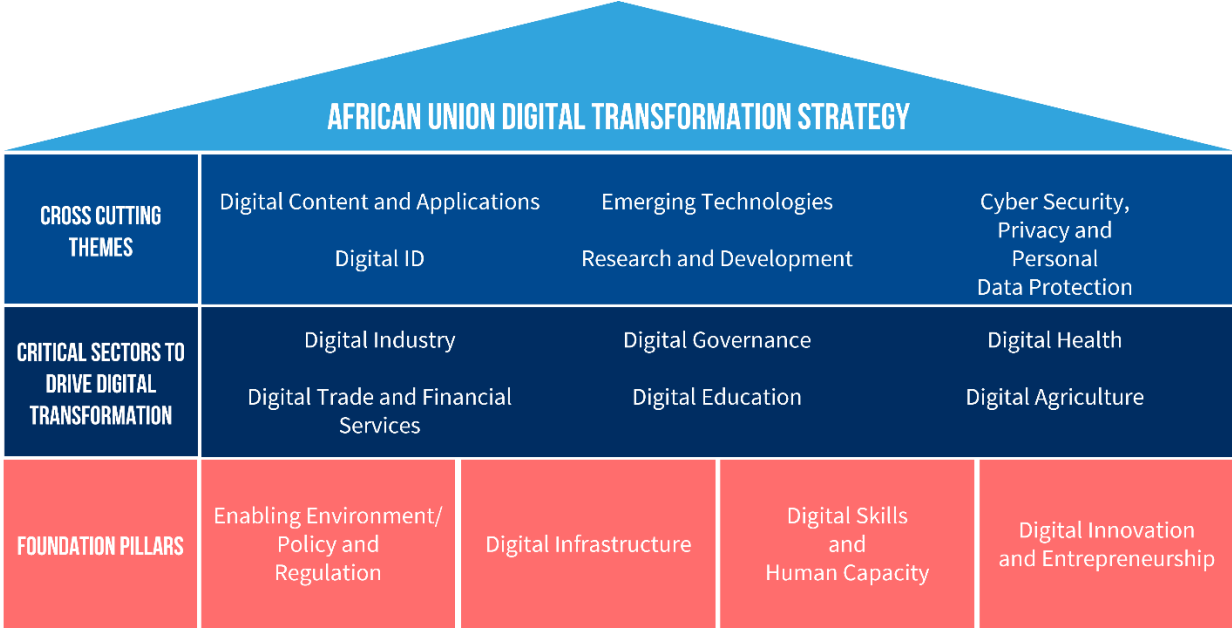 AFRICAN UNION DIGITAL TRANSFORMATION STRATEGY
CROSS CUTTING
THEMES
Digital Content and Applications
Digital ID
Emerging Technologies
Research and Development
Cyber Security,
Privacy and
Personal
Data Protection
CRITICAL SECTORS TO
DRIVE DIGITAL
TRANSFORMATION
Digital Industry
Digital Trade and Financial
Services
Digital Governance
Digital Education
Digital Health
Digital Agriculture
FOUNDATION PILLARS
Enabling Environment/
Policy and
Regulation
Digital Infrastructure
Digital Skills
and
Human Capacity
Digital Innovation
and Entrepreneurship